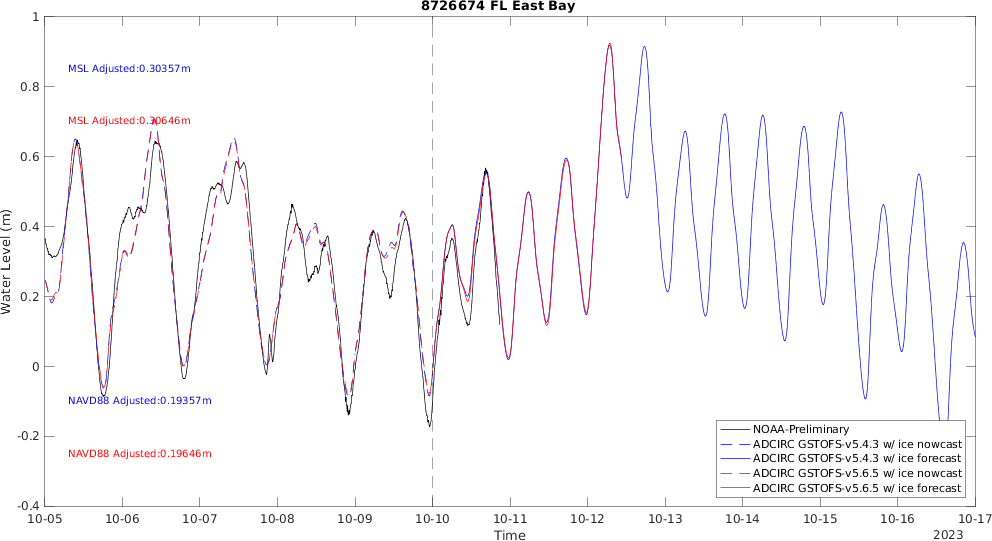 8726674 FL East Bay
Water Level (m)
1
0.8
0.6
0.4
0.2
0
-0.2
-0.4
MSL Adjusted:0.30357m
MSL Adjusted:0.30646m
NAVD88 Adjusted:0.19357m
NAVD88 Adjusted:0.19646m
NOAA-Preliminary
ADCIRC GSTOFS-v5.4.3 w/ ice nowcast
ADCIRC GSTOFS-v5.4.3 w/ ice forecast
ADCIRC GSTOFS-v5.6.5 w/ ice nowcast
ADCIRC GSTOFS-v5.6.5 w/ ice forecast
10-05 10-06 10-07 10-08 10-09 10-10 10-11 10-12 10-13 10-14 10-15 10-16 10-17
Time
2023